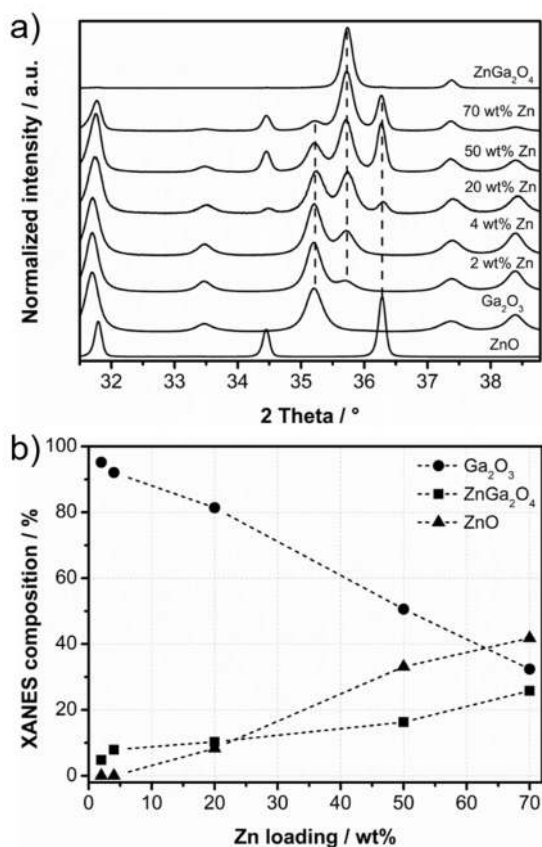 a)
Normalized intensity / a.u.
ZnGa₂O₄
70 wt% Zn
50 wt% Zn
20 wt% Zn
4 wt% Zn
2 wt% Zn
Ga₂O₃
ZnO
32 33 34 35 36 37 38
2 Theta / °
b)
XANES composition / %
100
80
60
40
20
0
Ga₂O₃
ZnGa₂O₄
ZnO
0 10 20 30 40 50 60 70
Zn loading / wt%